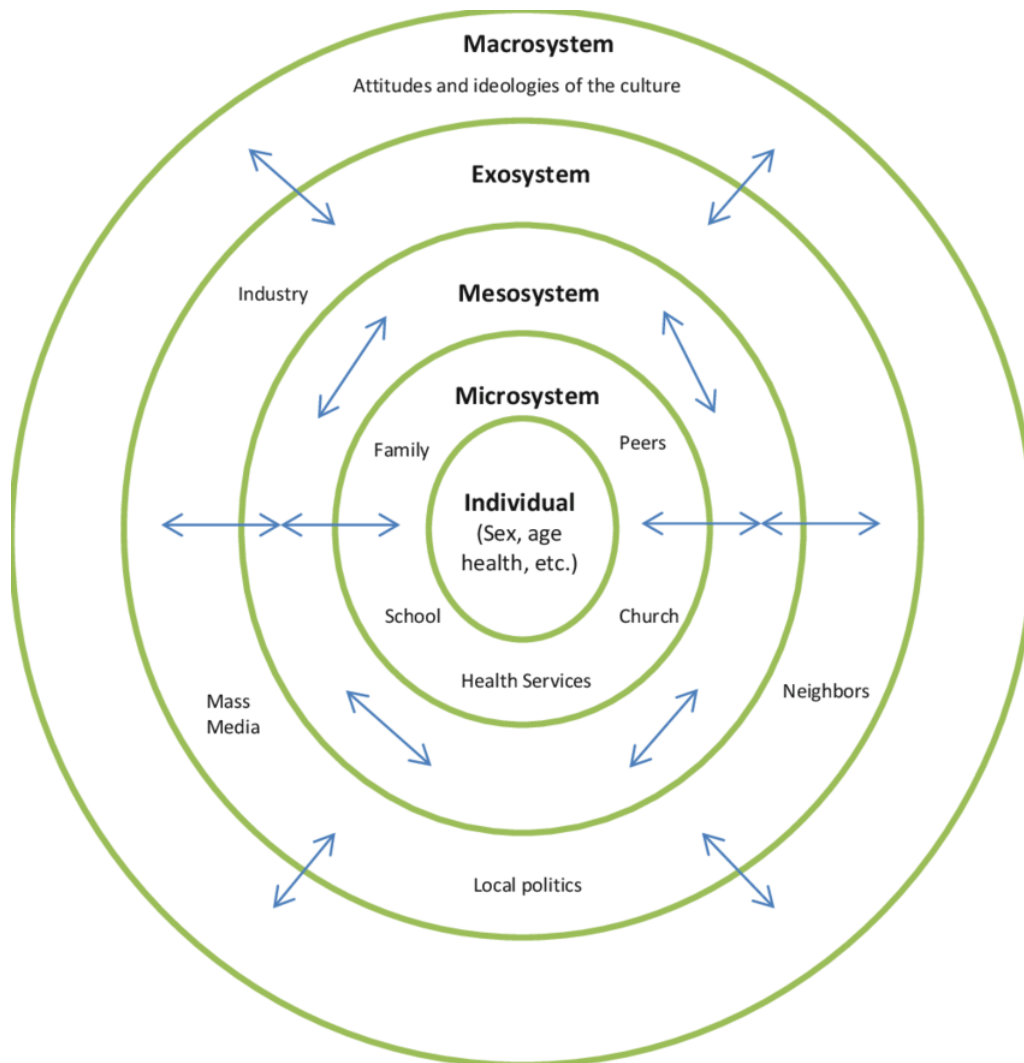 Macrosystem
Attitudes and ideologies of the culture
Exosystem
Industry
Mesosystem
Microsystem
Family
Peers
Individual
(Sex, age
health, etc.)
School
Church
Health Services
Mass
Media
Neighbors
Local politics